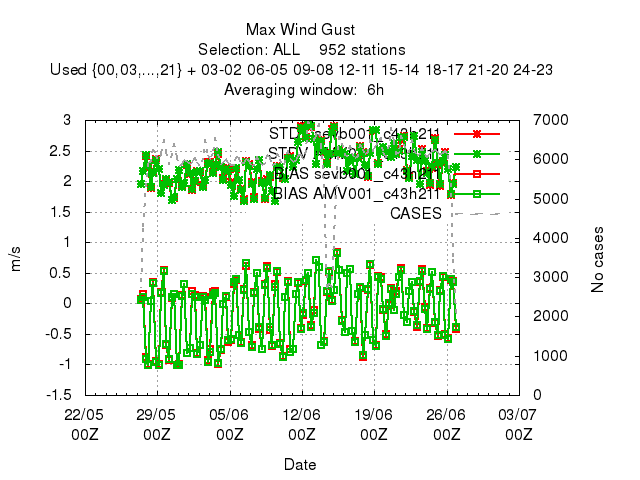 Max Wind Gust
Selection: ALL 952 stations
Used {00,03,...,21} + 03-02 06-05 09-08 12-11 15-14 18-17 21-20 24-23
Averaging window: 6h
3
2.5
2
1.5
1
0.5
0
-0.5
-1
-1.5
7000
6000
5000
4000
3000
2000
1000
0
m/s
No cases
STDV sevb001_c43h211
STDV AMV001_c43h211
BIAS sevb001_c43h211
BIAS AMV001_c43h211
CASES
22/05 29/05 05/06 12/06 19/06 26/06 03/07
00Z 00Z 00Z 00Z 00Z 00Z 00Z
Date